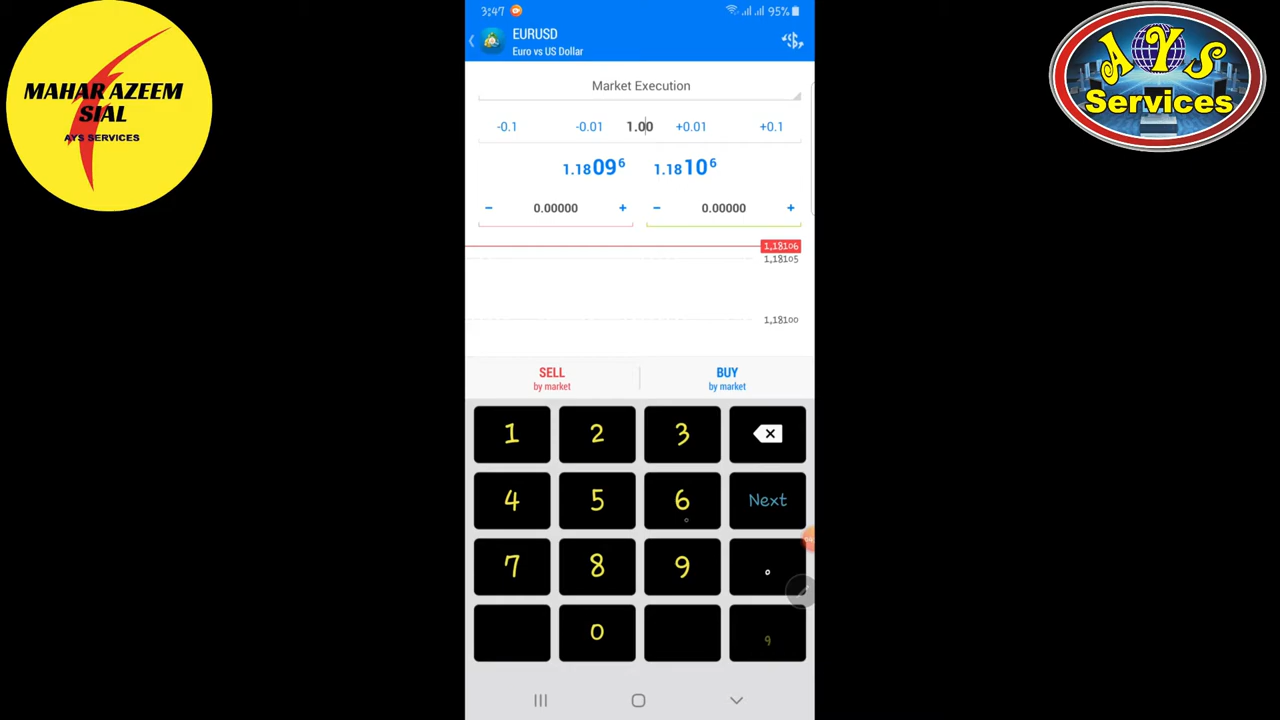 MAHAR AZEEM
SIAL
AYS SERVICES
3:47
95%
EURUSD
Euro vs US Dollar
Market Execution
-0.1 -0.01 1.00 +0.01 +0.1
1.18096 1.18106
- 0.00000 + - 0.00000 +
1,18106
1,18105
1,18100
SELL BUY
by market by market
1 2 3
4 5 6 Next
7 8 9 .
0 ,
AYS
Services